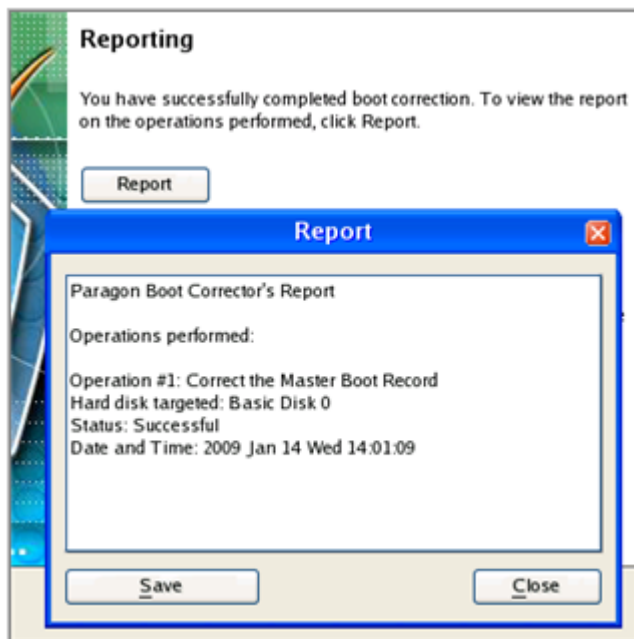 Reporting
You have successfully completed boot correction. To view the report
on the operations performed, click Report.
Report
Report
Paragon Boot Corrector's Report
Operations performed:
Operation #1: Correct the Master Boot Record
Hard disk targeted: Basic Disk 0
Status: Successful
Date and Time: 2009 Jan 14 Wed 14:01:09
Save
Close